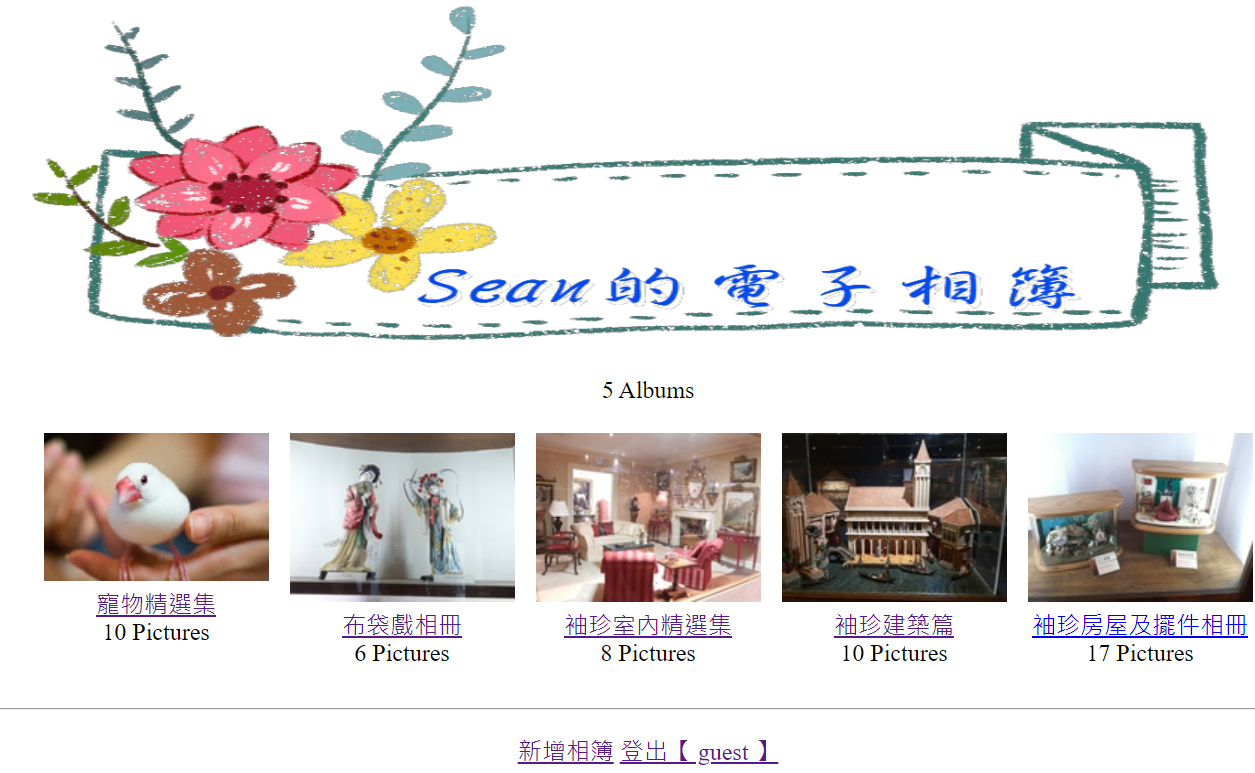 Sean的電子相簿
5 Albums
寵物精選集
10 Pictures
布袋戲相冊
6 Pictures
袖珍室內精選集
8 Pictures
袖珍建築篇
10 Pictures
袖珍房屋及擺件相冊
17 Pictures
新增相簿 登出【 guest 】